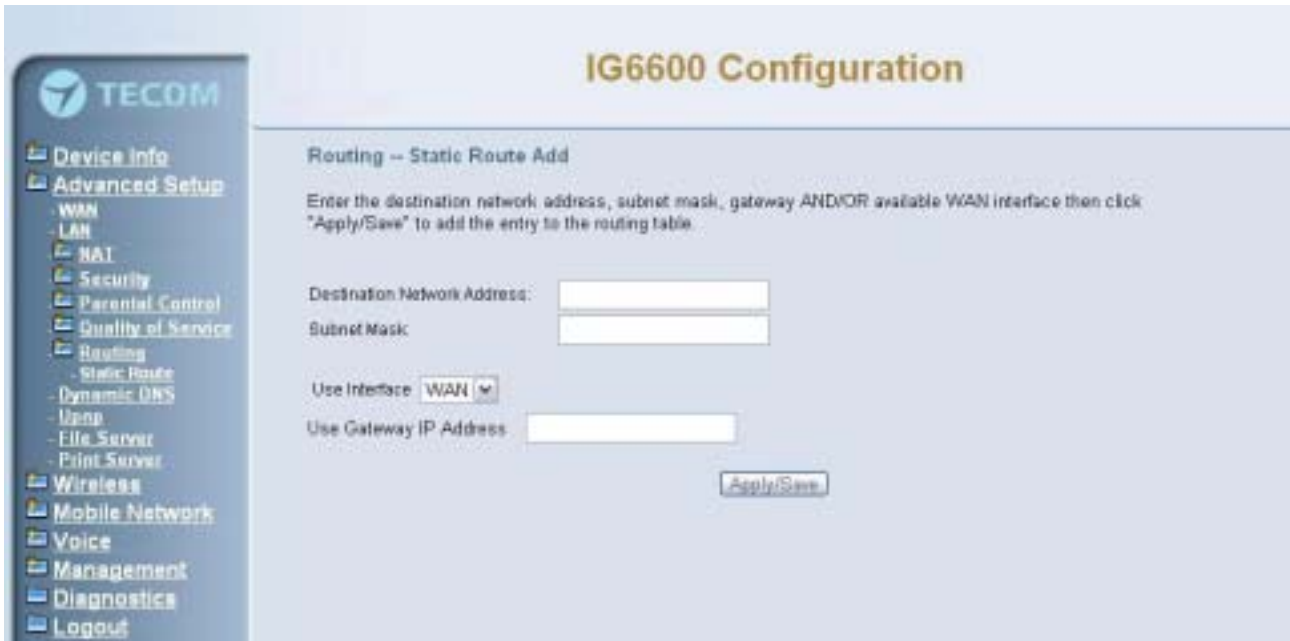 IG6600 Configuration
TECOM
Device Info
Advanced Setup
- WAN
- LAN
- NAT
- Security
- Parental Control
- Quality of Service
- Routing
- Static Route
- Dynamic DNS
- Upnp
- File Server
- Print Server
Wireless
Mobile Network
Voice
Management
Diagnostics
Logout
Routing -- Static Route Add
Enter the destination network address, subnet mask, gateway AND/OR available WAN interface then click
"Apply/Save" to add the entry to the routing table.
Destination Network Address:
Subnet Mask:
Use Interface WAN
Use Gateway IP Address
Apply/Save